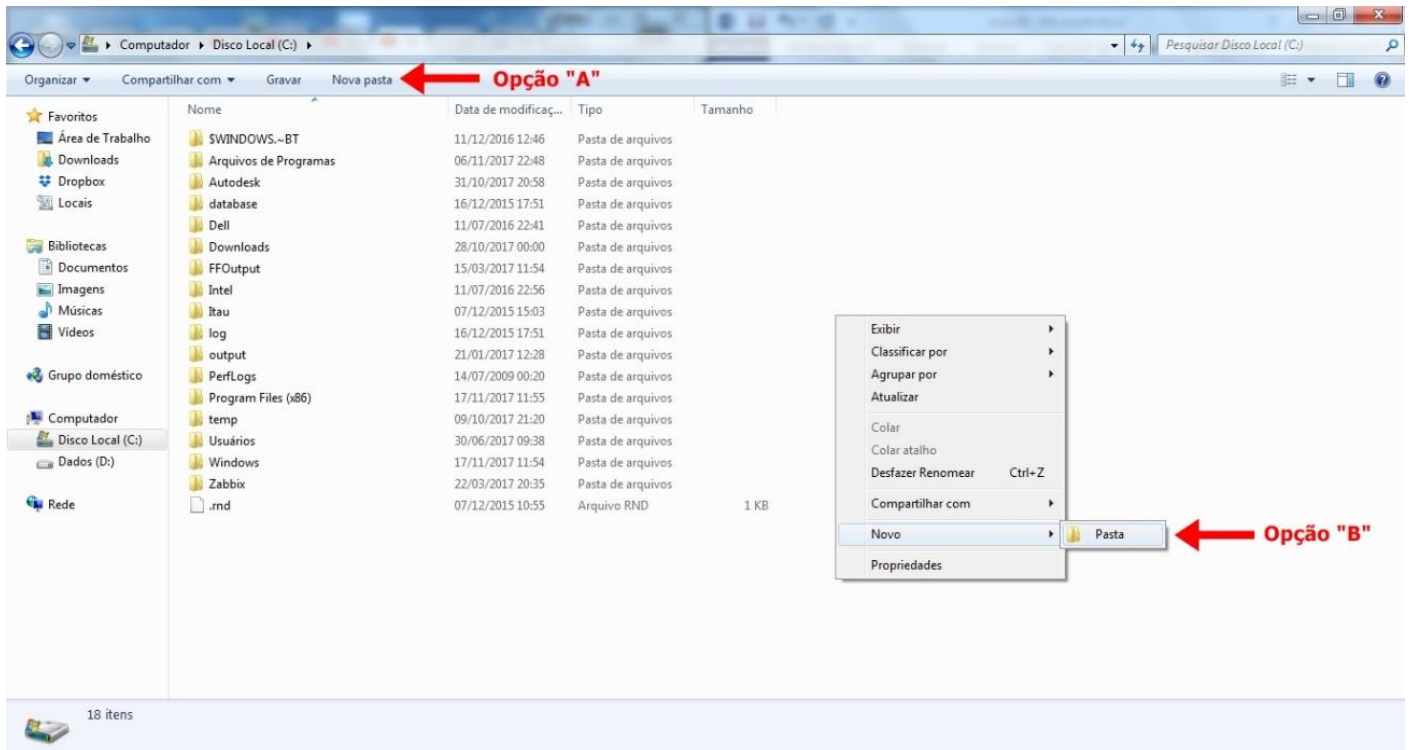 Computador ▸ Disco Local (C:) ▸
Pesquisar Disco Local (C:)
Organizar Compartilhar com Gravar Nova pasta Opção "A"
Favoritos
Área de Trabalho
Downloads
Dropbox
Locais
Bibliotecas
Documentos
Imagens
Músicas
Vídeos
Grupo doméstico
Computador
Disco Local (C:)
Dados (D:)
Rede
Nome Data de modificaç... Tipo Tamanho
$WINDOWS.~BT 11/12/2016 12:46 Pasta de arquivos
Arquivos de Programas 06/11/2017 22:48 Pasta de arquivos
Autodesk 31/10/2017 20:58 Pasta de arquivos
database 16/12/2015 17:51 Pasta de arquivos
Dell 11/07/2016 22:41 Pasta de arquivos
Downloads 28/10/2017 00:00 Pasta de arquivos
FFOutput 15/03/2017 11:54 Pasta de arquivos
Intel 11/07/2016 22:56 Pasta de arquivos
Itau 07/12/2015 15:03 Pasta de arquivos
log 16/12/2015 17:51 Pasta de arquivos
output 21/01/2017 12:28 Pasta de arquivos
PerfLogs 14/07/2009 00:20 Pasta de arquivos
Program Files (x86) 17/11/2017 11:55 Pasta de arquivos
temp 09/10/2017 21:20 Pasta de arquivos
Usuários 30/06/2017 09:38 Pasta de arquivos
Windows 17/11/2017 11:54 Pasta de arquivos
Zabbix 22/03/2017 20:35 Pasta de arquivos
.rnd 07/12/2015 10:55 Arquivo RND 1 KB
Exibir
Classificar por
Agrupar por
Atualizar
Colar
Colar atalho
Desfazer Renomear Ctrl+Z
Compartilhar com
Novo
Pasta
Opção "B"
Propriedades
18 itens